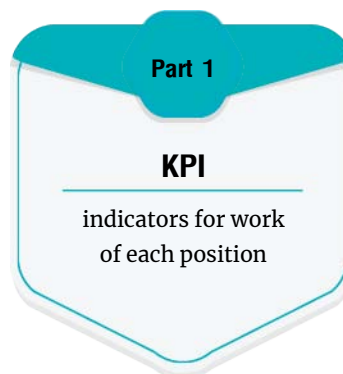 Part 1
KPI
indicators for work
of each position